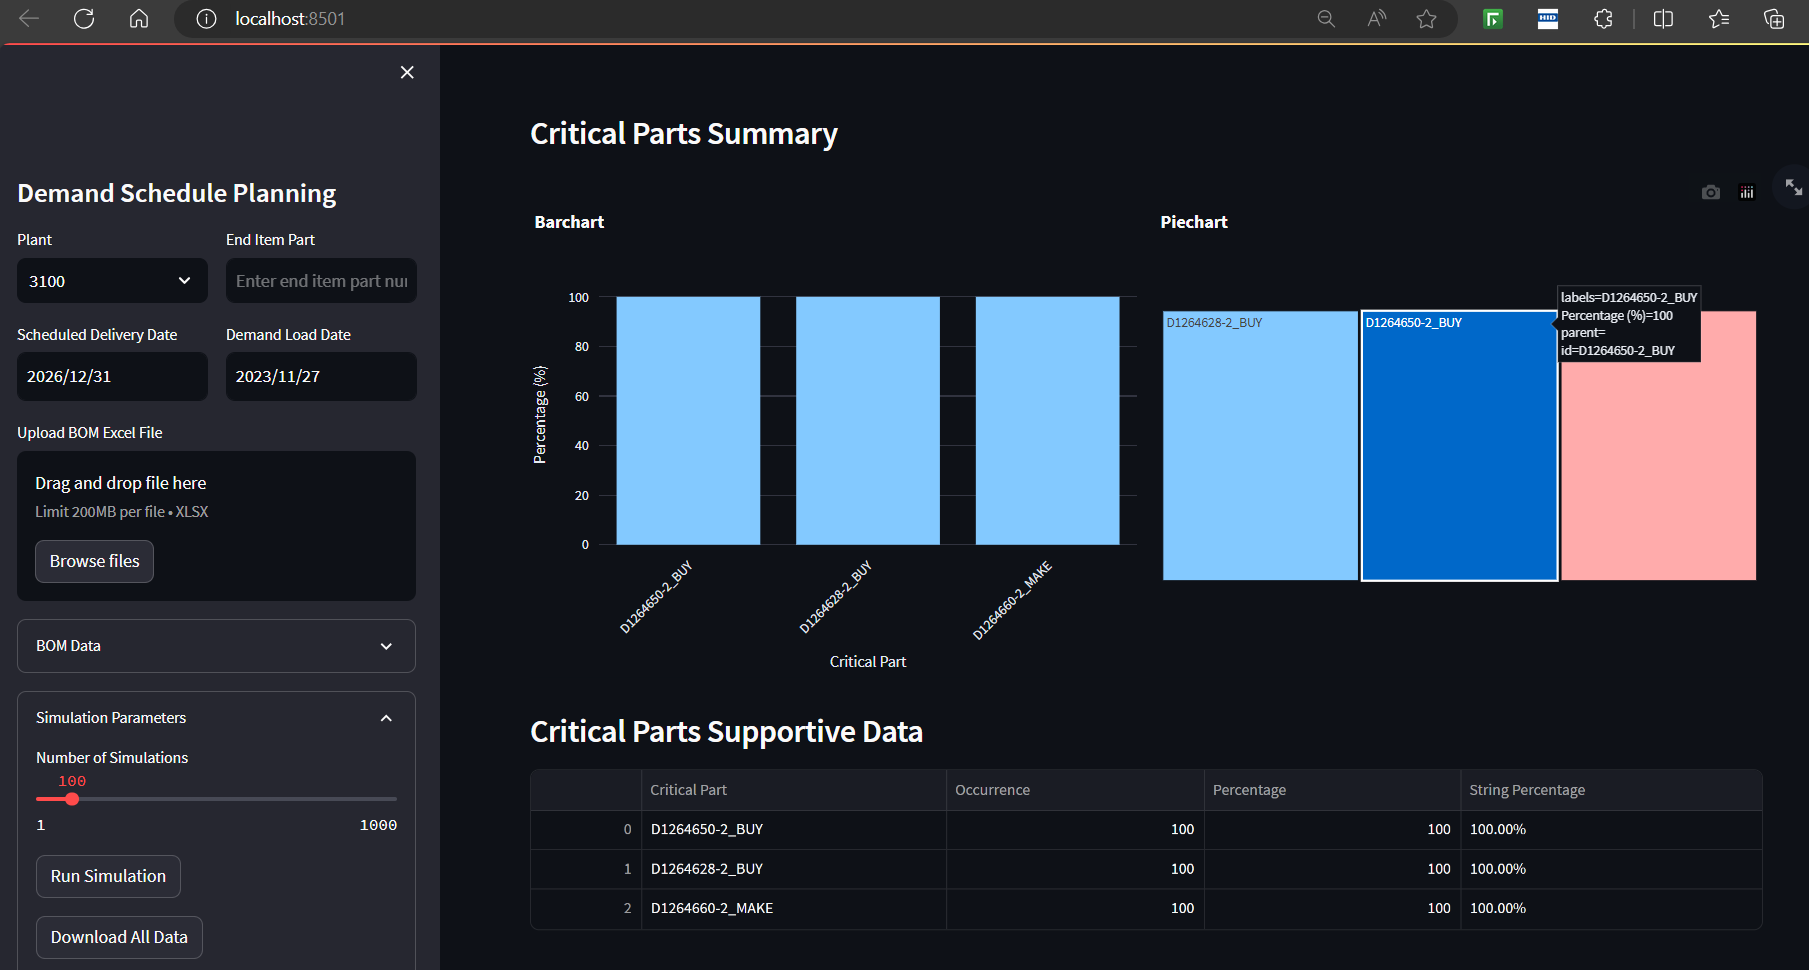 localhost:8501
HID
Demand Schedule Planning
Plant
End Item Part
3100
Enter end item part nu
Scheduled Delivery Date
Demand Load Date
2026/12/31
2023/11/27
Upload BOM Excel File
Drag and drop file here
Limit 200MB per file • XLSX
Browse files
BOM Data
Simulation Parameters
Number of Simulations
100
1
1000
Run Simulation
Download All Data
Critical Parts Summary
Barchart
Percentage (%)
100
80
60
40
20
0
D1264650-2_BUY
D1264628-2_BUY
D1264660-2_MAKE
Critical Part
Piechart
D1264628-2_BUY
D1264650-2_BUY
labels=D1264650-2_BUY
Percentage (%)=100
parent=
id=D1264650-2_BUY
Critical Parts Supportive Data
Critical Part Occurrence Percentage String Percentage
0 D1264650-2_BUY 100 100 100.00%
1 D1264628-2_BUY 100 100 100.00%
2 D1264660-2_MAKE 100 100 100.00%